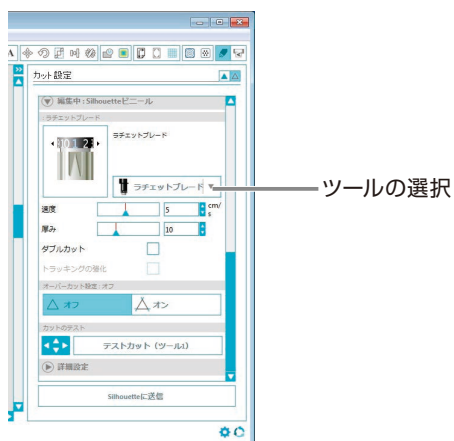 A
カット設定
編集中 : Silhouetteビニール
ラチェットブレード
ラチェットブレード
0 1 2
ラチェットブレード
ツールの選択
速度 5 cm/s
厚み 10
ダブルカット
トラッキングの強化
オーバーカット設定: オフ
オフ オン
カットのテスト
テストカット (ツール1)
詳細設定
Silhouetteに送信